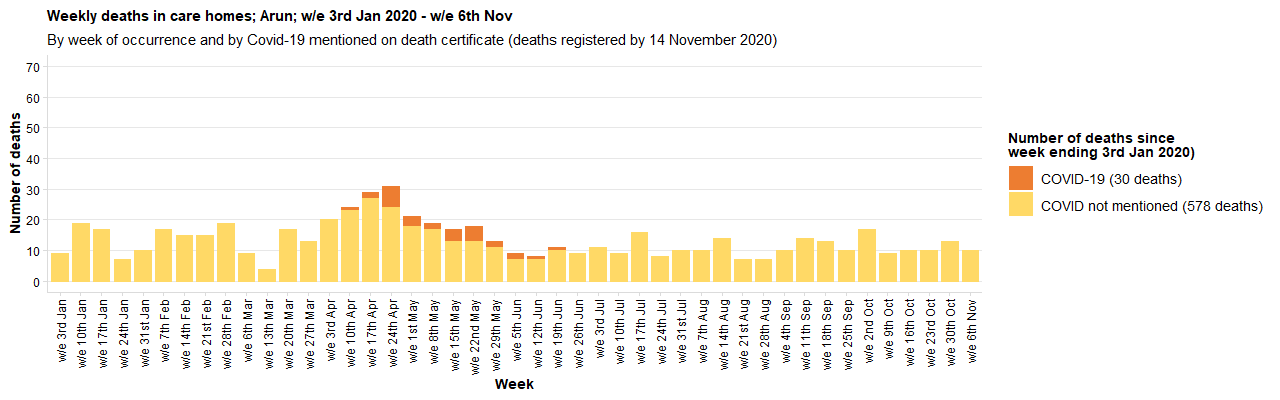 Weekly deaths in care homes; Arun; w/e 3rd Jan 2020 - w/e 6th Nov
By week of occurrence and by Covid-19 mentioned on death certificate (deaths registered by 14 November 2020)
Number of deaths
70
60
50
40
30
20
10
0
w/e 3rd Jan
w/e 10th Jan
w/e 17th Jan
w/e 24th Jan
w/e 31st Jan
w/e 7th Feb
w/e 14th Feb
w/e 21st Feb
w/e 28th Feb
w/e 6th Mar
w/e 13th Mar
w/e 20th Mar
w/e 27th Mar
w/e 3rd Apr
w/e 10th Apr
w/e 17th Apr
w/e 24th Apr
w/e 1st May
w/e 8th May
w/e 15th May
w/e 22nd May
w/e 29th May
w/e 5th Jun
w/e 12th Jun
w/e 19th Jun
w/e 26th Jun
w/e 3rd Jul
w/e 10th Jul
w/e 17th Jul
w/e 24th Jul
w/e 31st Jul
w/e 7th Aug
w/e 14th Aug
w/e 21st Aug
w/e 28th Aug
w/e 4th Sep
w/e 11th Sep
w/e 18th Sep
w/e 25th Sep
w/e 2nd Oct
w/e 9th Oct
w/e 16th Oct
w/e 23rd Oct
w/e 30th Oct
w/e 6th Nov
Week
Number of deaths since
week ending 3rd Jan 2020)
COVID-19 (30 deaths)
COVID not mentioned (578 deaths)